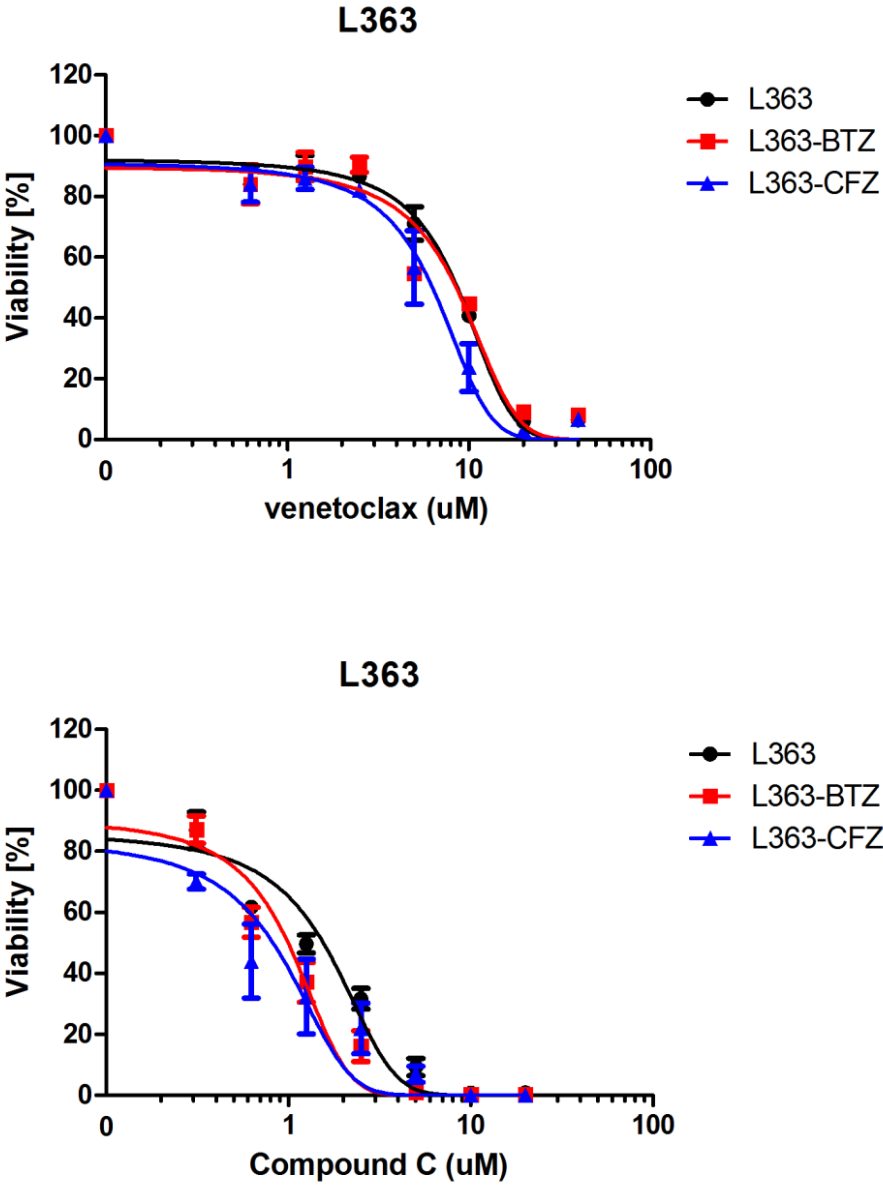 L363
120
100
80
60
40
20
0
Viability [%]
0 1 10 100
venetoclax (uM)
L363
L363-BTZ
L363-CFZ
L363
120
100
80
60
40
20
0
Viability [%]
0 1 10 100
Compound C (uM)
L363
L363-BTZ
L363-CFZ